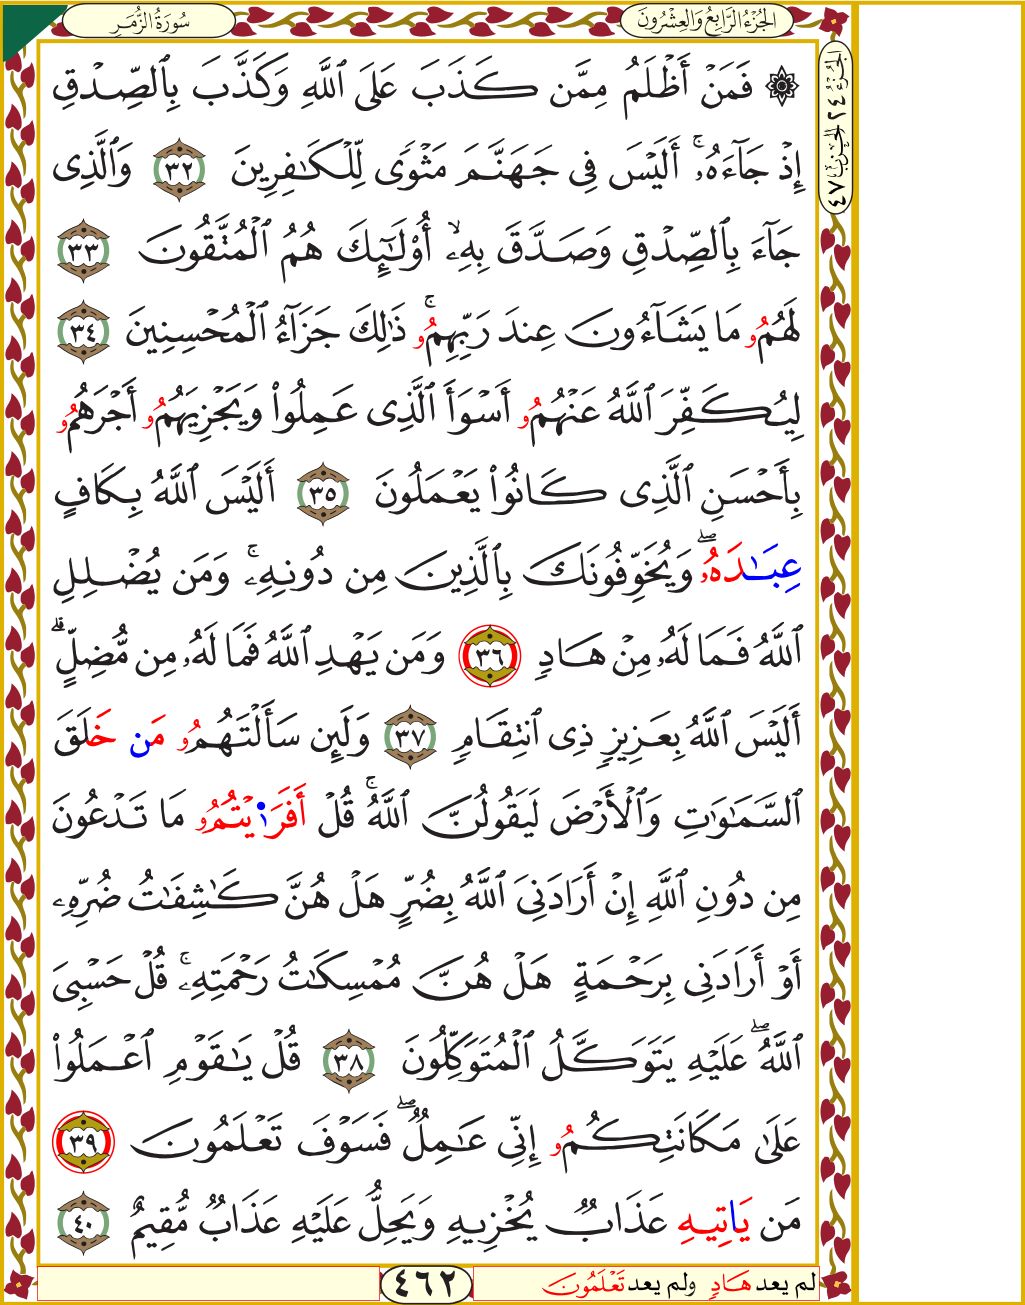 سُورَةُ الزُّمَرِ
الجُزْءُ الرَّابِعُ وَالعِشْرُونَ
الجزء ٢٤ الحزب ٤٧
۞ فَمَنْ أَظْلَمُ مِمَّن كَذَبَ عَلَى ٱللَّهِ وَكَذَّبَ بِٱلصِّدْقِ
إِذْ جَآءَهُۥٓۚ أَلَيْسَ فِى جَهَنَّمَ مَثْوًى لِّلْكَٰفِرِينَ ٣٢ وَٱلَّذِى
جَآءَ بِٱلصِّدْقِ وَصَدَّقَ بِهِۦٓۙ أُوْلَٰٓئِكَ هُمُ ٱلْمُتَّقُونَ ٣٣
لَهُمُۥ مَا يَشَآءُونَ عِندَ رَبِّهِمُۥۚ ذَٰلِكَ جَزَآءُ ٱلْمُحْسِنِينَ ٣٤
لِيُكَفِّرَ ٱللَّهُ عَنْهُمُۥ أَسْوَأَ ٱلَّذِى عَمِلُواْ وَيَجْزِيَهُمُۥ أَجْرَهُمُۥ
بِأَحْسَنِ ٱلَّذِى كَانُواْ يَعْمَلُونَ ٣٥ أَلَيْسَ ٱللَّهُ بِكَافٍ
عِبَٰدَهُۥۖ وَيُخَوِّفُونَكَ بِٱلَّذِينَ مِن دُونِهِۦۚ وَمَن يُضْلِلِ
ٱللَّهُ فَمَا لَهُۥ مِنْ هَادٍ ٣٦ وَمَن يَهْدِ ٱللَّهُ فَمَا لَهُۥ مِن مُّضِلٍّۗ
أَلَيْسَ ٱللَّهُ بِعَزِيزٍ ذِى ٱنتِقَامٍ ٣٧ وَلَئِن سَأَلْتَهُمُۥ مَن خَلَقَ
ٱلسَّمَٰوَٰتِ وَٱلْأَرْضَ لَيَقُولُنَّ ٱللَّهُۚ قُلْ أَفَرَا۬يْتُمُۥ مَا تَدْعُونَ
مِن دُونِ ٱللَّهِ إِنْ أَرَادَنِىَ ٱللَّهُ بِضُرٍّ هَلْ هُنَّ كَٰشِفَٰتُ ضُرِّهِۦٓ
أَوْ أَرَادَنِى بِرَحْمَةٍ هَلْ هُنَّ مُمْسِكَٰتُ رَحْمَتِهِۦۚ قُلْ حَسْبِىَ
ٱللَّهُۖ عَلَيْهِ يَتَوَكَّلُ ٱلْمُتَوَكِّلُونَ ٣٨ قُلْ يَٰقَوْمِ ٱعْمَلُواْ
عَلَىٰ مَكَانَتِكُمُۥ إِنِّى عَٰمِلٌۖ فَسَوْفَ تَعْلَمُونَ ٣٩
مَن يَاتِيهِ عَذَابٌ يُخْزِيهِ وَيَحِلُّ عَلَيْهِ عَذَابٌ مُّقِيمٌ ٤٠
لم يعد هَادٍ ولم يعد تَعْلَمُونَ
٤٦٢